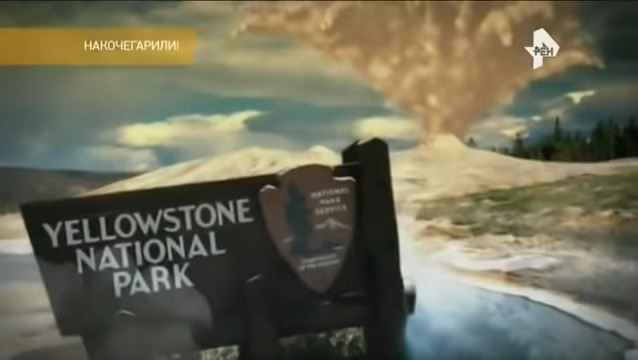 НАКОЧЕГАРИЛИ!
РЕН
YELLOWSTONE
NATIONAL
PARK
NATIONAL
PARK
SERVICE